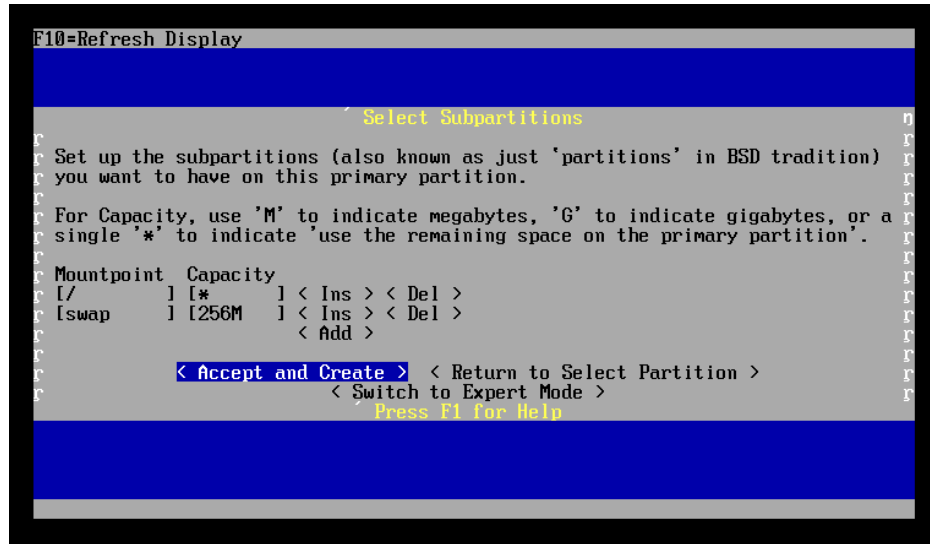 F10=Refresh Display
Select Subpartitions
Set up the subpartitions (also known as just 'partitions' in BSD tradition)
you want to have on this primary partition.
For Capacity, use 'M' to indicate megabytes, 'G' to indicate gigabytes, or a
single '*' to indicate 'use the remaining space on the primary partition'.
Mountpoint Capacity
[/ ] [* ] < Ins > < Del >
[swap ] [256M ] < Ins > < Del >
< Add >
< Accept and Create > < Return to Select Partition >
< Switch to Expert Mode >
Press F1 for Help